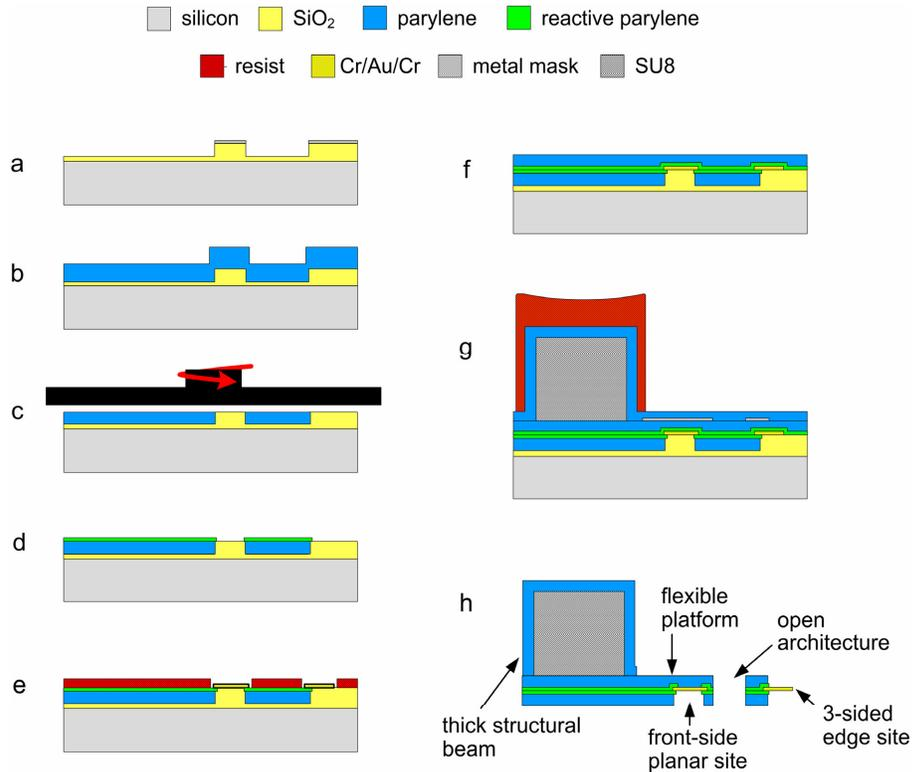 silicon SiO₂ parylene reactive parylene
resist Cr/Au/Cr metal mask SU8
a
b
c
d
e
f
g
h
flexible
platform
open
architecture
thick structural
beam
front-side
planar site
3-sided
edge site